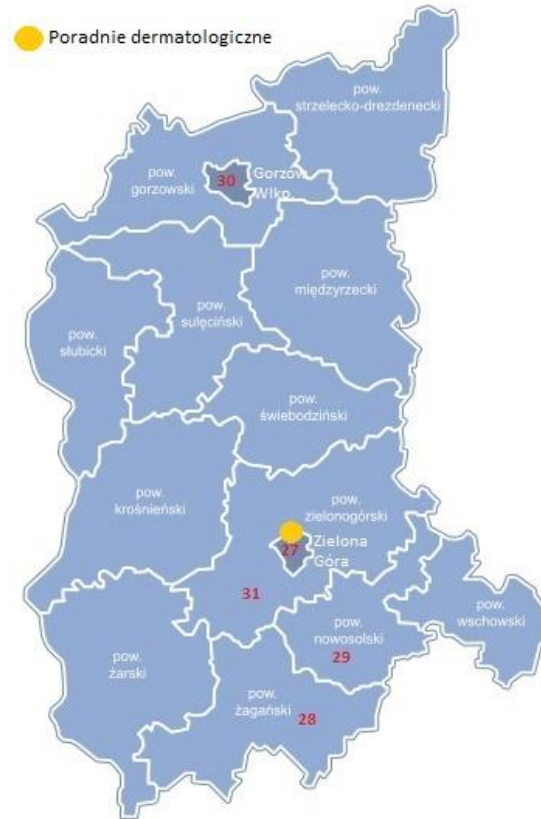 Poradnie dermatologiczne
pow.
strzelecko-drezdenecki
pow.
gorzowski
30
Gorzów
Wlkp.
pow.
międzyrzecki
pow.
sulęciński
pow.
słubicki
pow.
świebodziński
pow.
krośnieński
pow.
zielonogórski
27
Zielona
Góra
31
pow.
wschowski
pow.
nowosolski
29
pow.
żarski
pow.
żagański
28